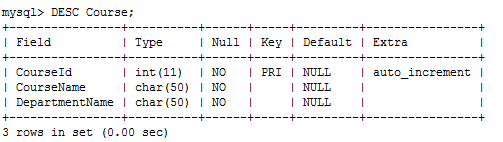 mysql> DESC Course;
+----------------+----------+------+-----+---------+----------------+
| Field          | Type     | Null | Key | Default | Extra          |
+----------------+----------+------+-----+---------+----------------+
| CourseId       | int(11)  | NO   | PRI | NULL    | auto_increment |
| CourseName     | char(50) | NO   |     | NULL    |                |
| DepartmentName | char(50) | NO   |     | NULL    |                |
+----------------+----------+------+-----+---------+----------------+
3 rows in set (0.00 sec)